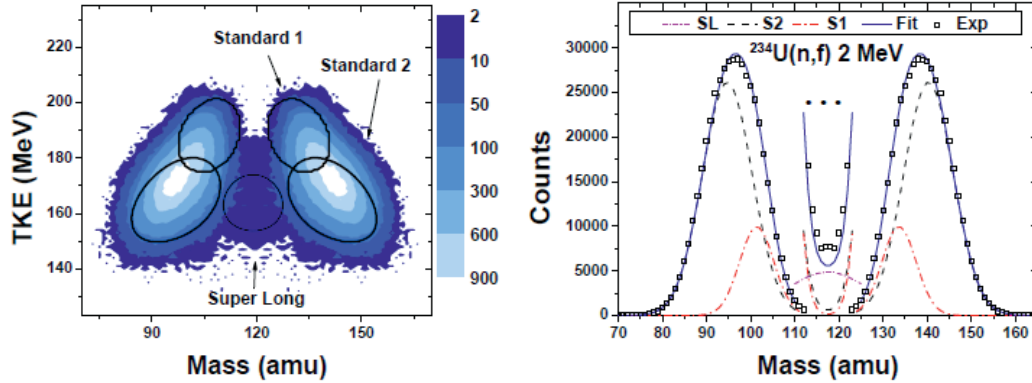 Standard 1
Standard 2
Super Long
TKE (MeV)
200
180
160
140
90
120
150
Mass (amu)
2
10
50
100
300
600
900
SL S2 S1 Fit Exp
²³⁴U(n,f) 2 MeV
Counts
30000
25000
20000
15000
10000
5000
0
70 80 90 100 110 120 130 140 150 160
Mass (amu)